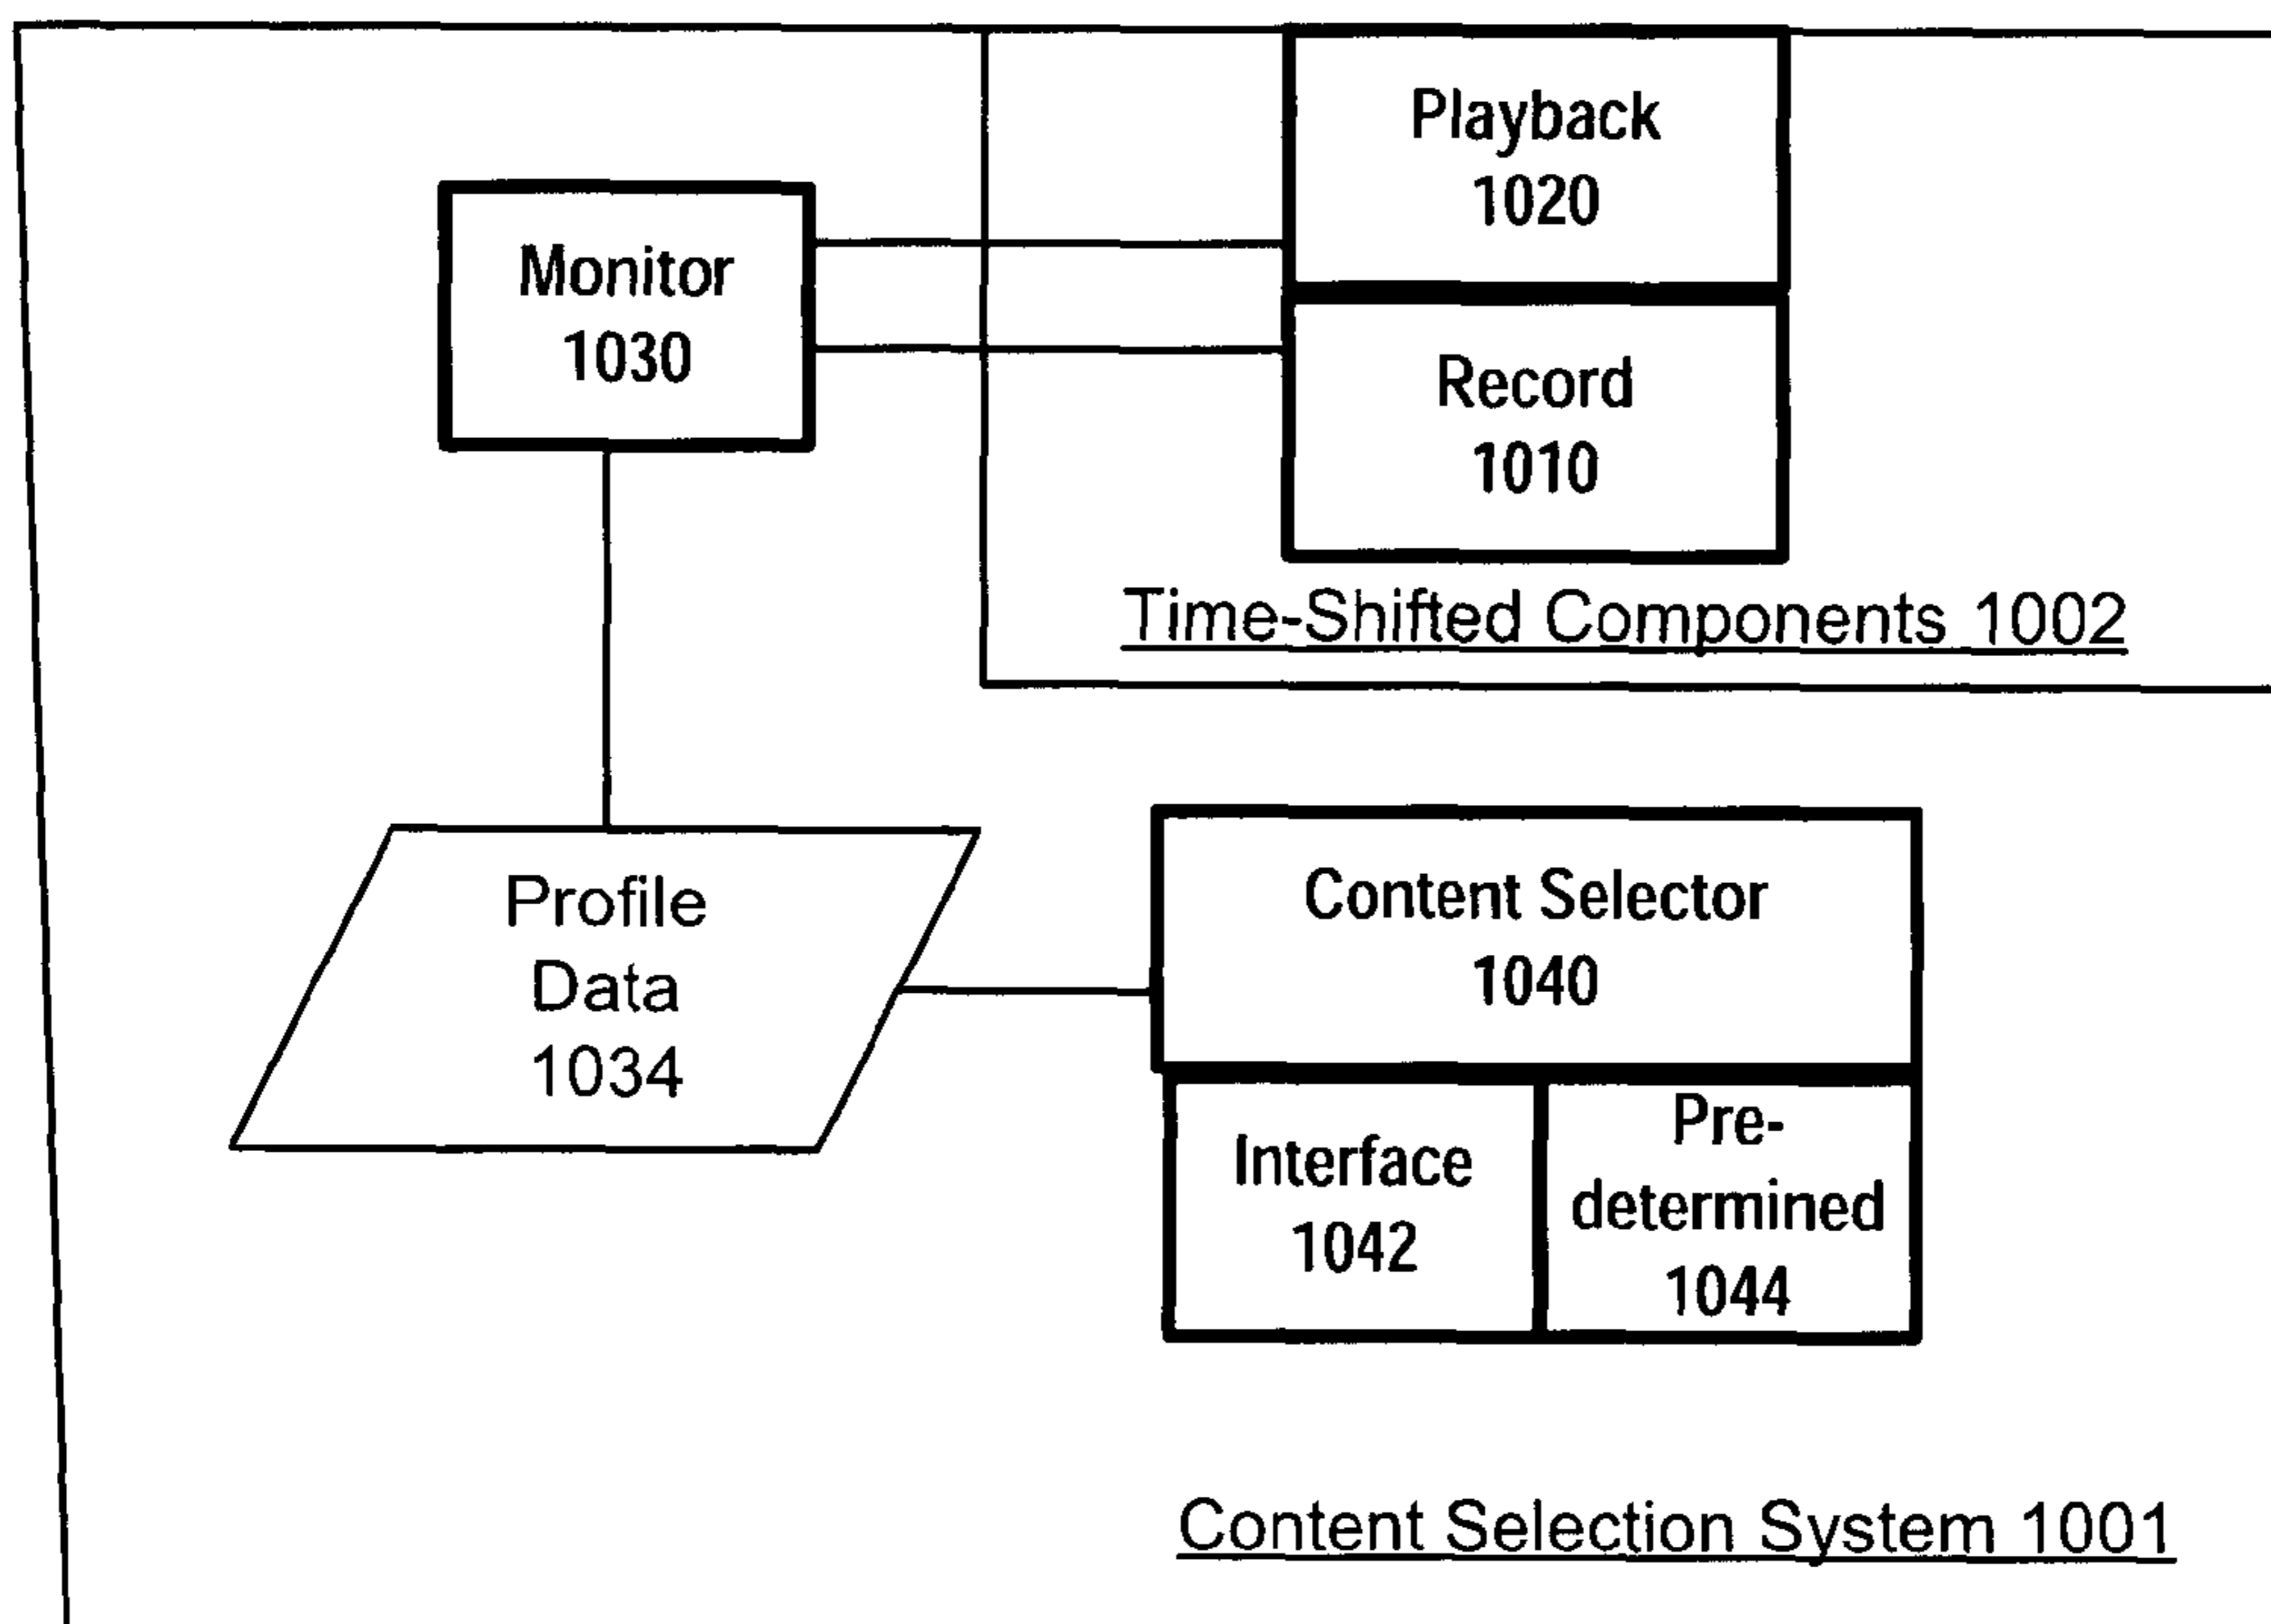 Playback
1020
Monitor
1030
Record
1010
Time-Shifted Components 1002
Profile
Data
1034
Content Selector
1040
Interface
1042
Pre-
determined
1044
Content Selection System 1001